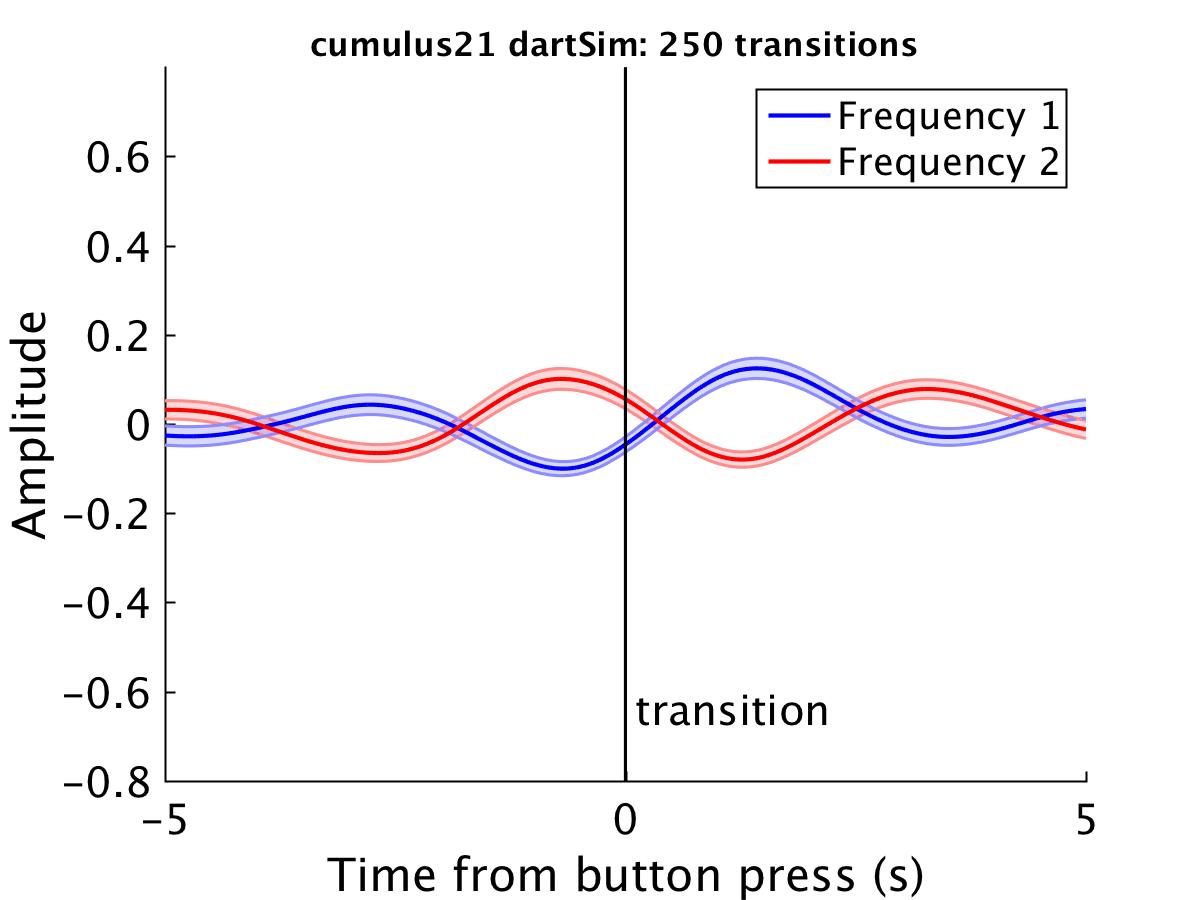 cumulus21 dartSim: 250 transitions
Frequency 1
Frequency 2
0.6
0.4
0.2
0
−0.2
−0.4
−0.6
−0.8
Amplitude
transition
−5
0
5
Time from button press (s)